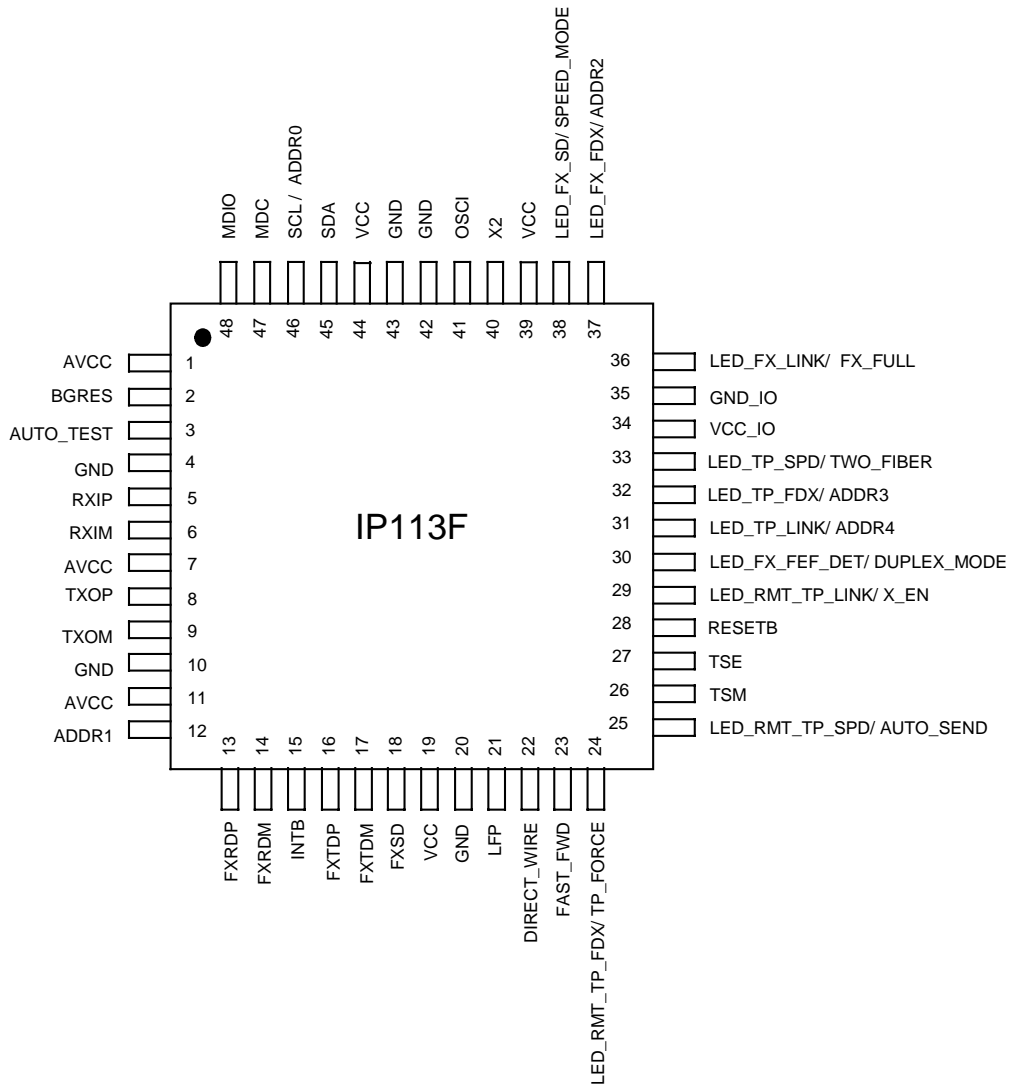 MDIO
MDC
SCL / ADDR0
SDA
VCC
GND
GND
OSCI
X2
VCC
LED_FX_SD/ SPEED_MODE
LED_FX_FDX/ ADDR2
48
47
46
45
44
43
42
41
40
39
38
37
AVCC 1
BGRES 2
AUTO_TEST 3
GND 4
RXIP 5
RXIM 6
AVCC 7
TXOP 8
TXOM 9
GND 10
AVCC 11
ADDR1 12
IP113F
36 LED_FX_LINK/ FX_FULL
35 GND_IO
34 VCC_IO
33 LED_TP_SPD/ TWO_FIBER
32 LED_TP_FDX/ ADDR3
31 LED_TP_LINK/ ADDR4
30 LED_FX_FEF_DET/ DUPLEX_MODE
29 LED_RMT_TP_LINK/ X_EN
28 RESETB
27 TSE
26 TSM
25 LED_RMT_TP_SPD/ AUTO_SEND
13
14
15
16
17
18
19
20
21
22
23
24
FXRDP
FXRDM
INTB
FXTDP
FXTDM
FXSD
VCC
GND
LFP
DIRECT_WIRE
FAST_FWD
LED_RMT_TP_FDX/ TP_FORCE